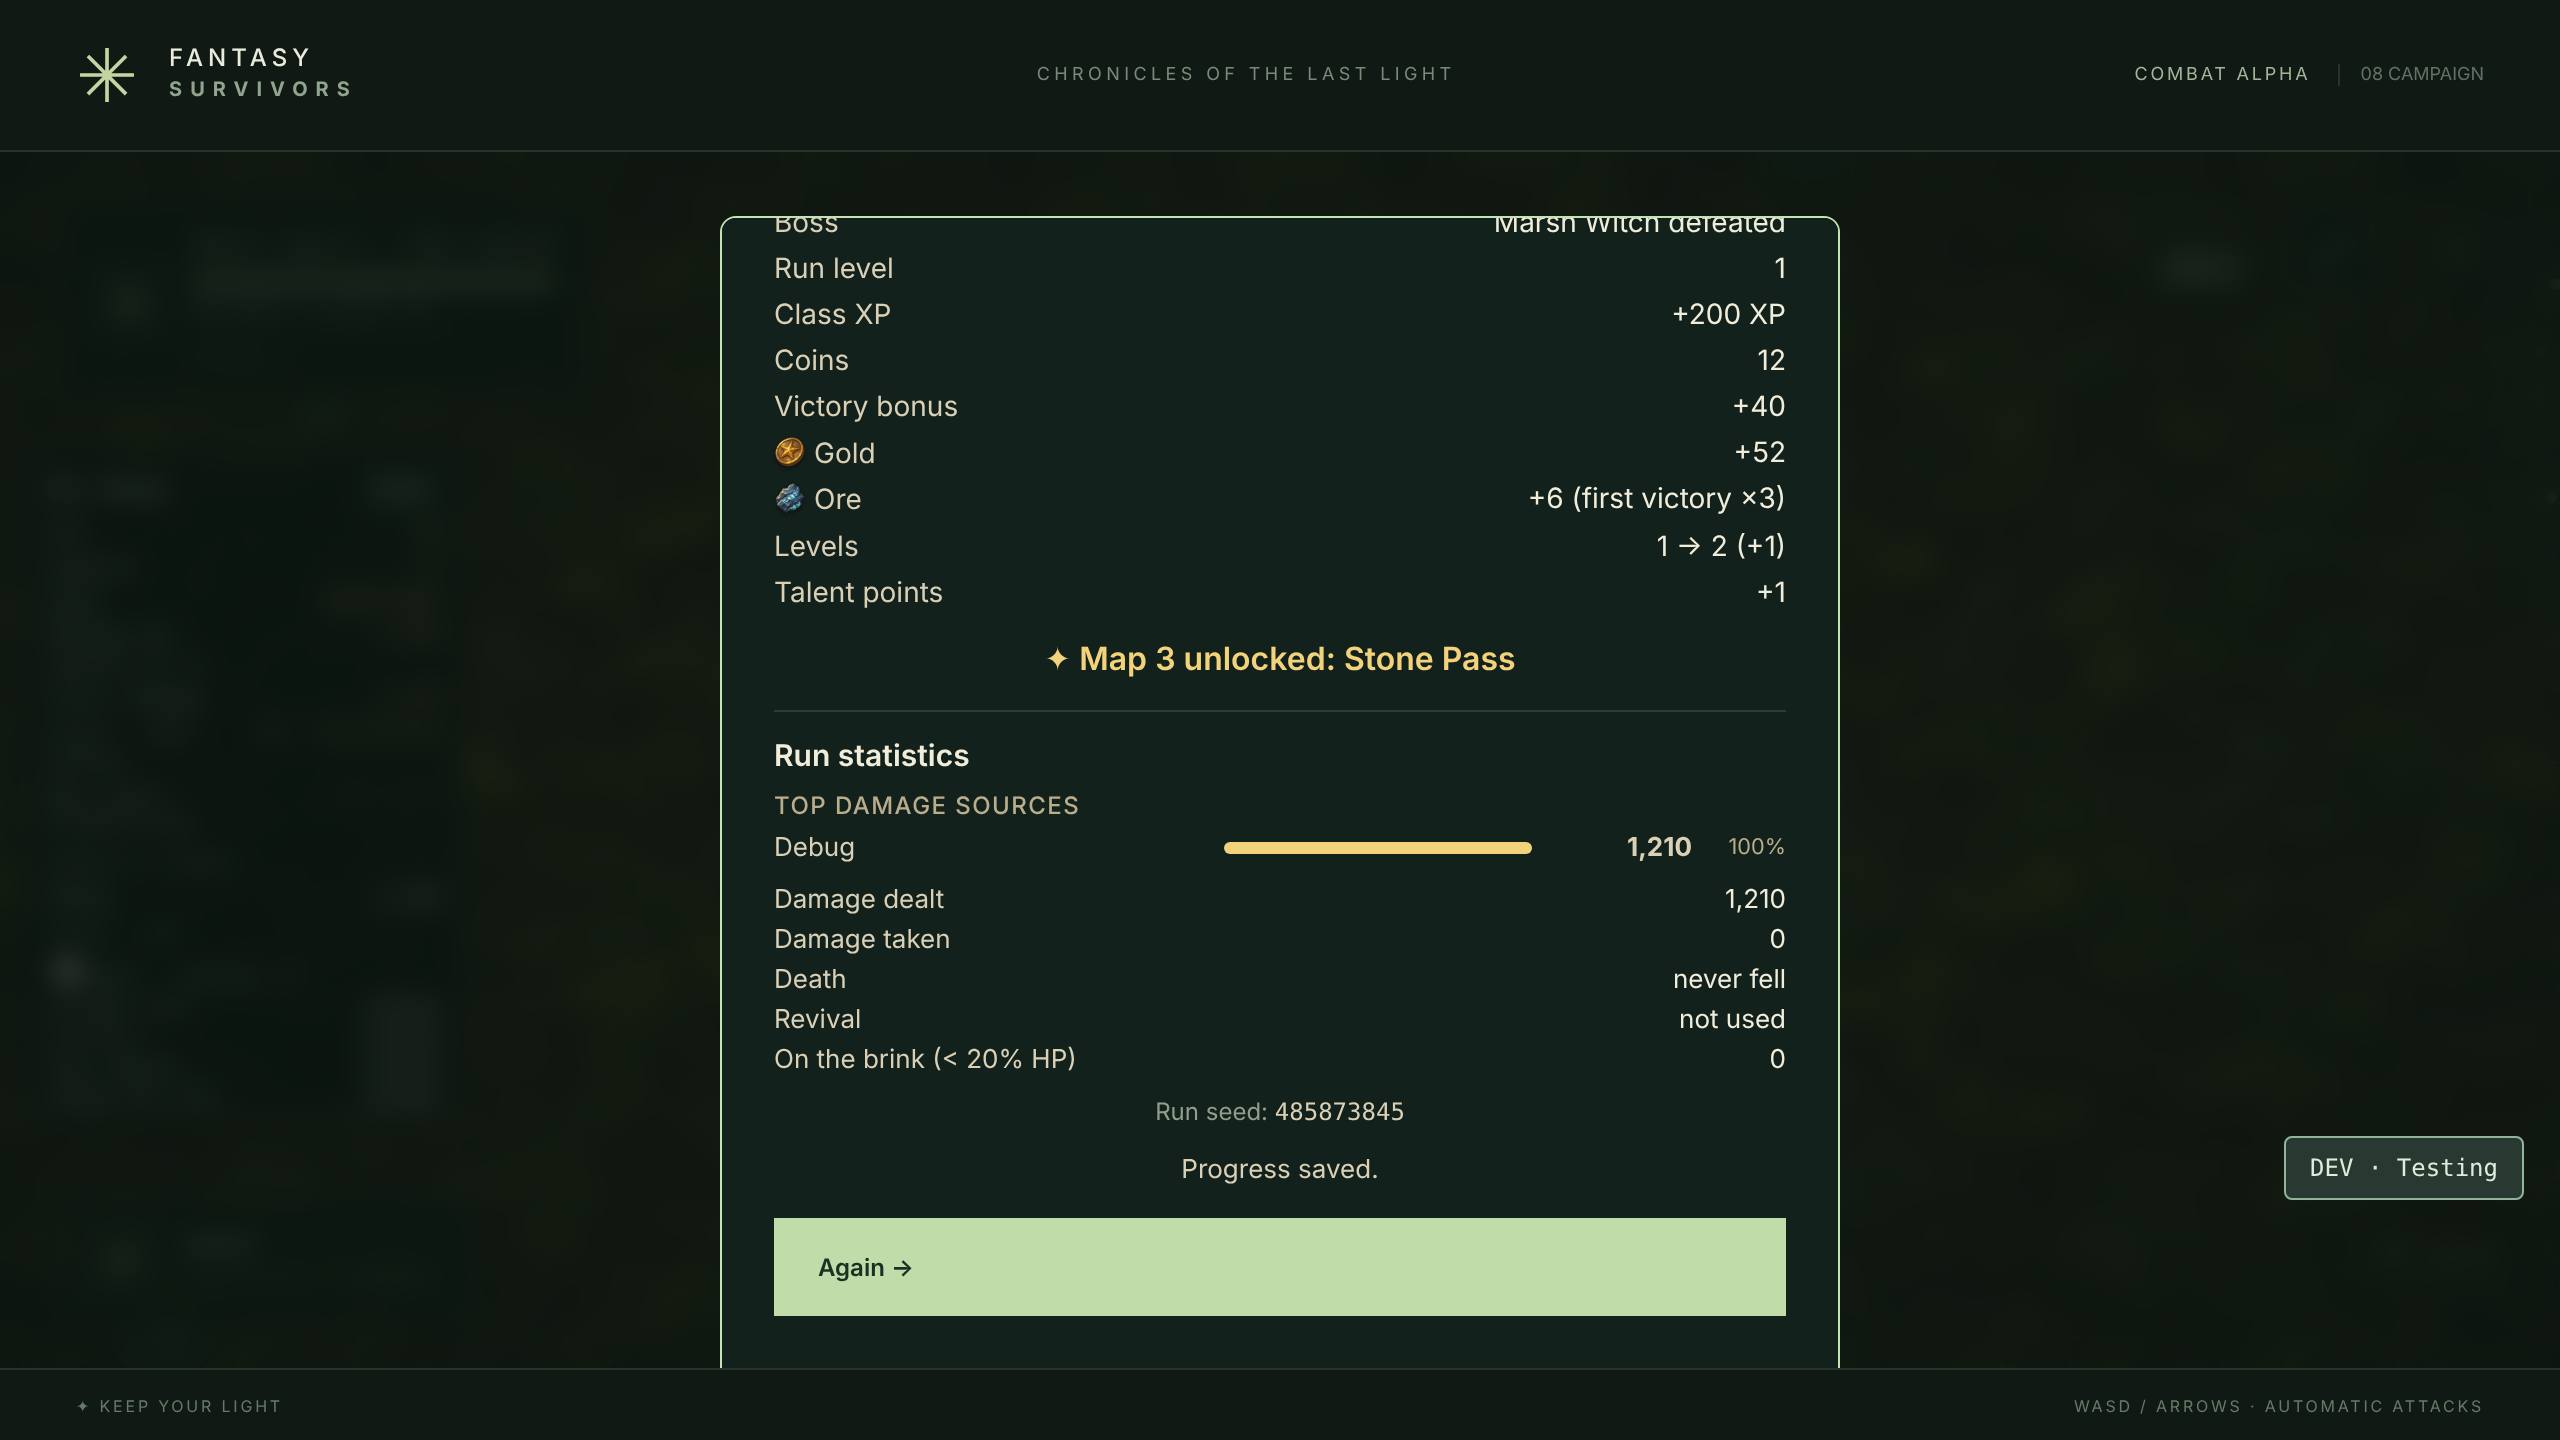 FANTASY
SURVIVORS
CHRONICLES OF THE LAST LIGHT
COMBAT ALPHA | 08 CAMPAIGN
Boss Marsh Witch defeated
Run level 1
Class XP +200 XP
Coins 12
Victory bonus +40
Gold +52
Ore +6 (first victory ×3)
Levels 1 → 2 (+1)
Talent points +1
✦ Map 3 unlocked: Stone Pass
Run statistics
TOP DAMAGE SOURCES
Debug 1,210 100%
Damage dealt 1,210
Damage taken 0
Death never fell
Revival not used
On the brink (< 20% HP) 0
Run seed: 485873845
Progress saved.
DEV · Testing
Again →
✦ KEEP YOUR LIGHT
WASD / ARROWS · AUTOMATIC ATTACKS